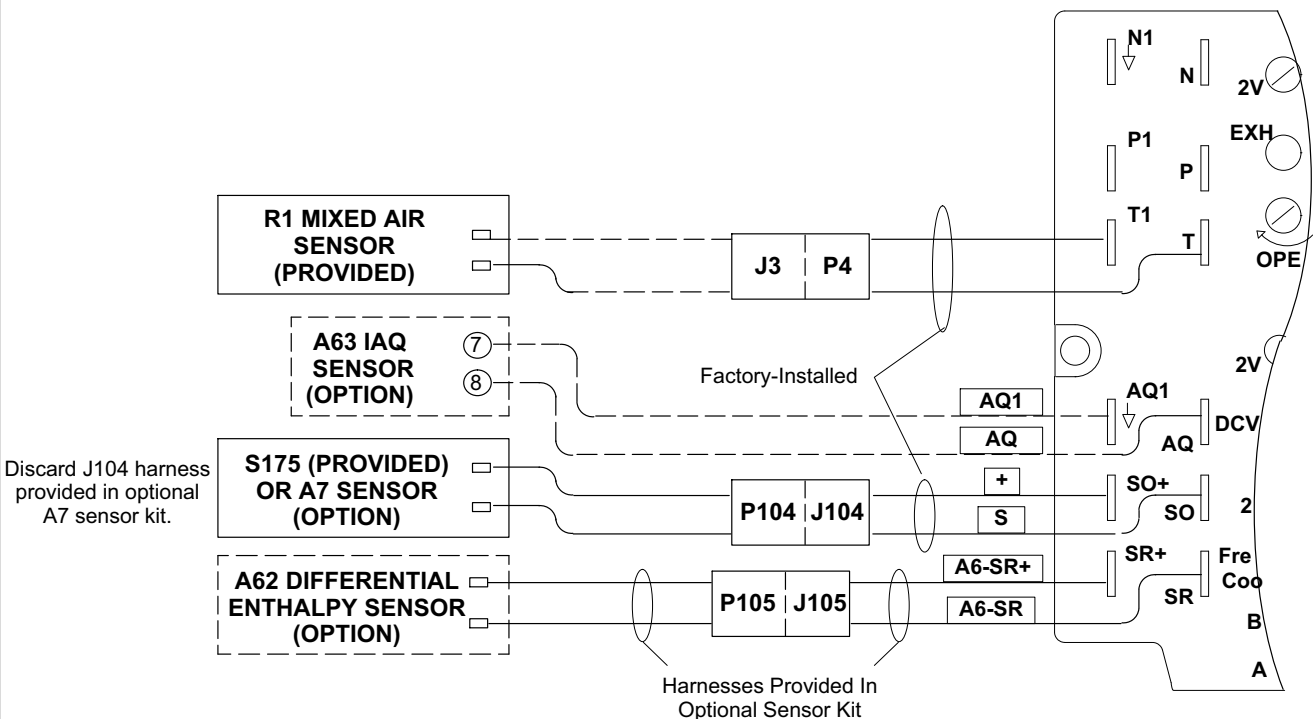 N1
N
2V
P1
EXH
P
R1 MIXED AIR
SENSOR
(PROVIDED)
J3 P4
T1
T
OPE
A63 IAQ
SENSOR
(OPTION)
7
8
Factory-Installed
2V
AQ1
AQ
AQ1
DCV
AQ
Discard J104 harness
provided in optional
A7 sensor kit.
S175 (PROVIDED)
OR A7 SENSOR
(OPTION)
P104 J104
+
S
SO+
SO
2
A62 DIFFERENTIAL
ENTHALPY SENSOR
(OPTION)
P105 J105
A6-SR+
A6-SR
SR+
SR
Fre
Coo
B
A
Harnesses Provided In
Optional Sensor Kit